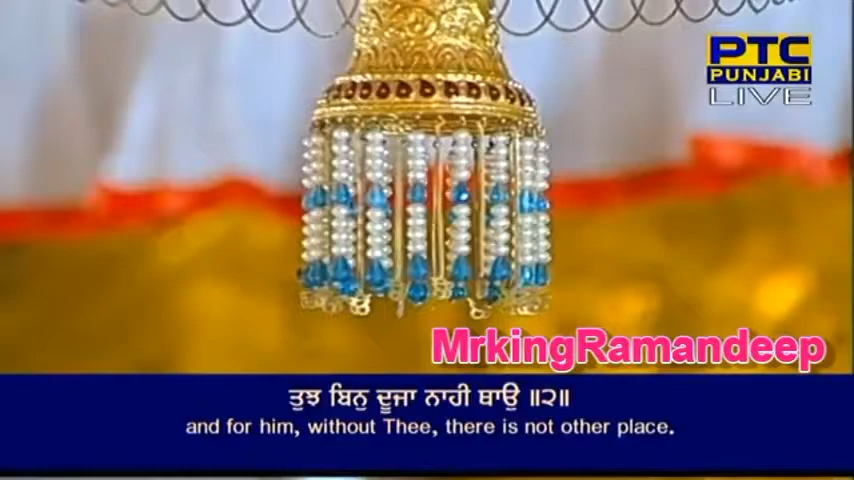 PTC
PUNJABI
LIVE
MrkingRamandeep
ਤੁਝ ਬਿਨੁ ਦੂਜਾ ਨਾਹੀ ਥਾਉ ॥੨॥
and for him, without Thee, there is not other place.